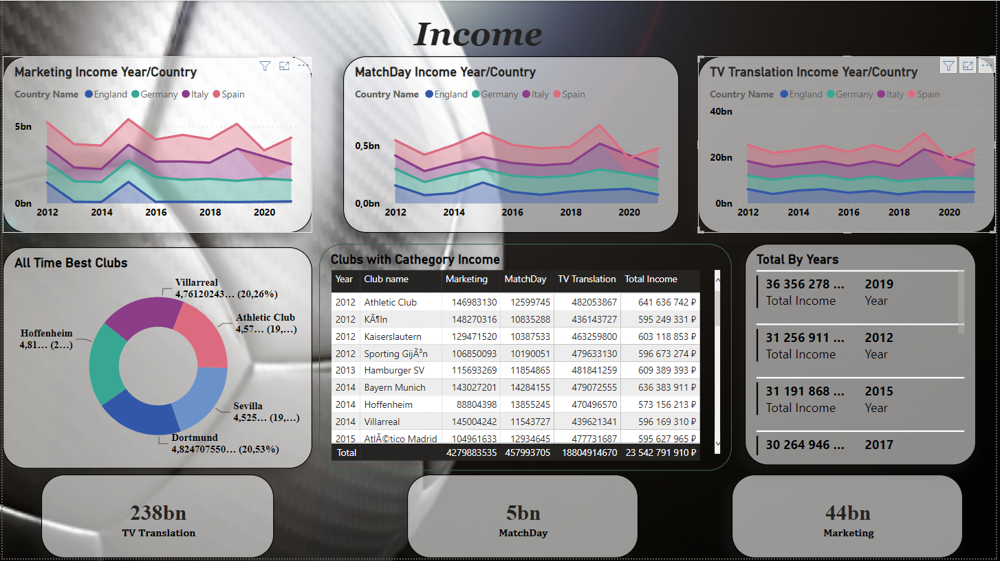 Income
Marketing Income Year/Country
Country Name England Germany Italy Spain
5bn
0bn
2012 2014 2016 2018 2020
MatchDay Income Year/Country
Country Name England Germany Italy Spain
0,5bn
0,0bn
2012 2014 2016 2018 2020
TV Translation Income Year/Country
Country Name England Germany Italy Spain
40bn
20bn
0bn
2012 2014 2016 2018 2020
All Time Best Clubs
Villarreal
4,76120243… (20,26%)
Athletic Club
4,57… (19,…)
Hoffenheim
4,81… (2…)
Sevilla
4,525… (19,…)
Dortmund
4,824707550… (20,53%)
Clubs with Cathegory Income
Year Club name Marketing MatchDay TV Translation Total Income
2012 Athletic Club 146983130 12599745 482053867 641 636 742 ₽
2012 KÃ¶ln 148270316 10835288 436143727 595 249 331 ₽
2012 Kaiserslautern 129471520 10387533 463259800 603 118 853 ₽
2012 Sporting GijÃ³n 106850093 10190051 479633130 596 673 274 ₽
2013 Hamburger SV 115693269 11854865 481841259 609 389 393 ₽
2014 Bayern Munich 143027201 14284155 479072555 636 383 911 ₽
2014 Hoffenheim 88804398 13855245 470496570 573 156 213 ₽
2014 Villarreal 145004242 11543727 439621341 596 169 310 ₽
2015 AtlÃ©tico Madrid 104961633 12934645 477731687 595 627 965 ₽
Total 4279883535 457993705 18804914670 23 542 791 910 ₽
Total By Years
36 356 278 ... 2019
Total Income Year
31 256 911 ... 2012
Total Income Year
31 191 868 ... 2015
Total Income Year
30 264 946 ... 2017
238bn
TV Translation
5bn
MatchDay
44bn
Marketing